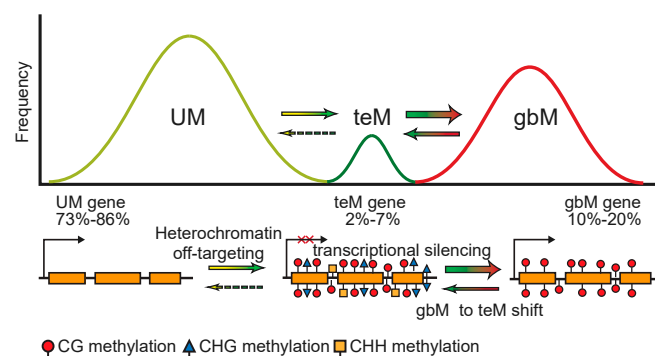 Frequency
UM
teM
gbM
UM gene
73%-86%
teM gene
2%-7%
gbM gene
10%-20%
Heterochromatin
off-targeting
transcriptional silencing
gbM to teM shift
CG methylation CHG methylation CHH methylation